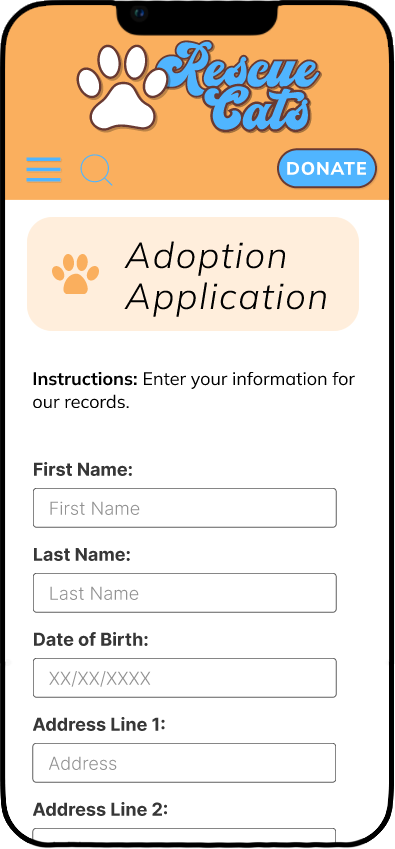 Rescue
Cats
DONATE
Adoption
Application
Instructions: Enter your information for
our records.
First Name:
First Name
Last Name:
Last Name
Date of Birth:
XX/XX/XXXX
Address Line 1:
Address
Address Line 2: